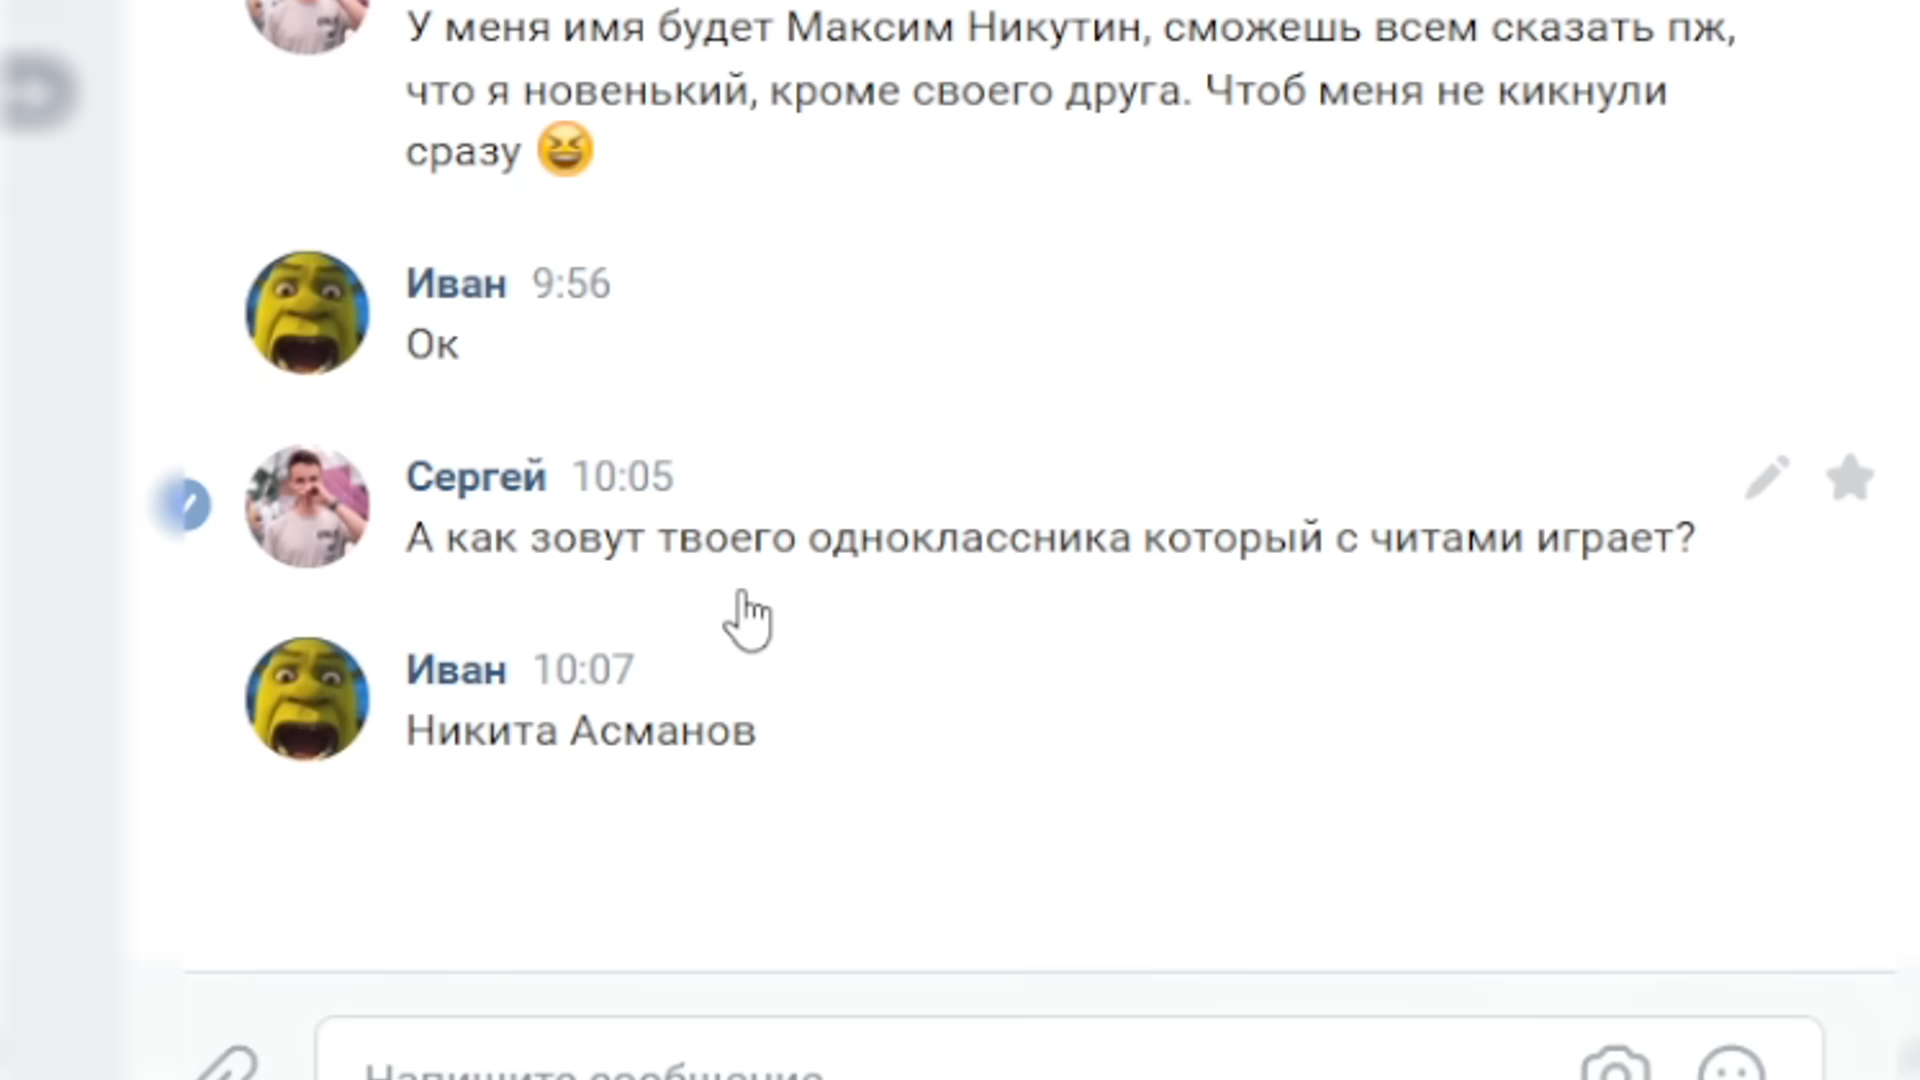 У меня имя будет Максим Никутин, сможешь всем сказать пж,
что я новенький, кроме своего друга. Чтоб меня не кикнули
сразу 😆
Иван 9:56
Ок
Сергей 10:05
А как зовут твоего одноклассника который с читами играет?
Иван 10:07
Никита Асманов
Напишите сообщение